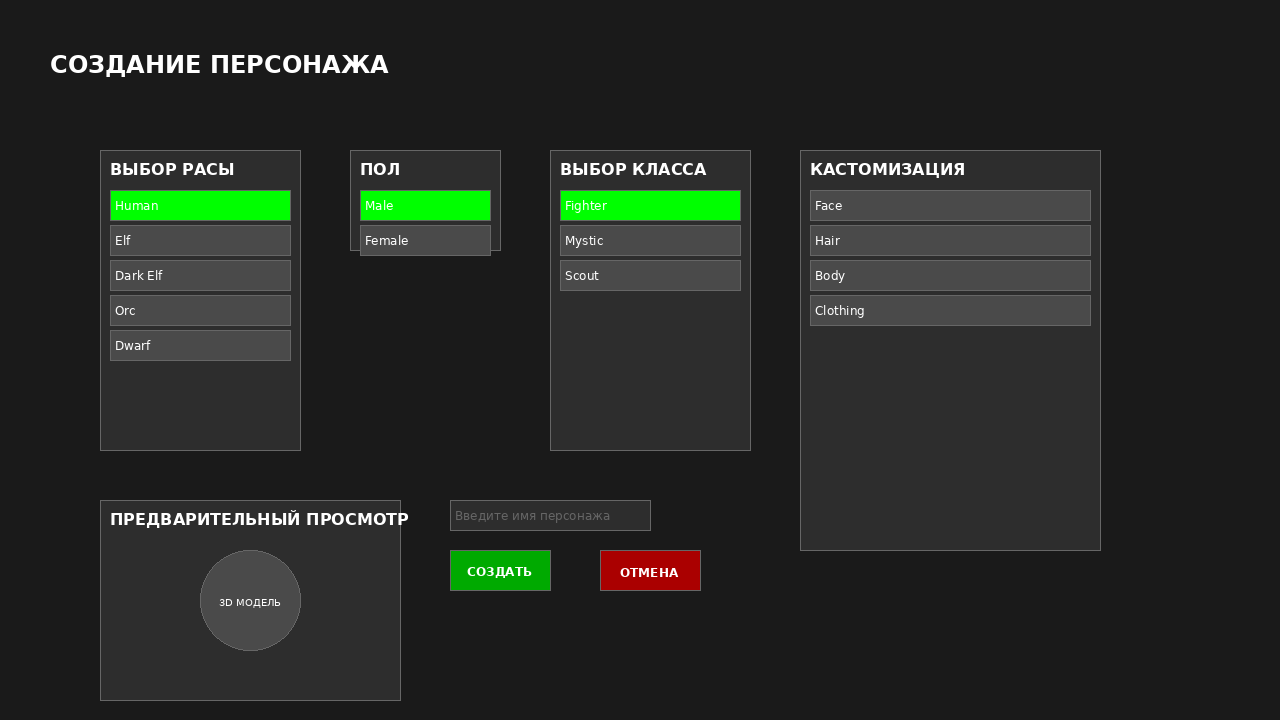 СОЗДАНИЕ ПЕРСОНАЖА
ВЫБОР РАСЫ
Human
Elf
Dark Elf
Orc
Dwarf
ПОЛ
Male
Female
ВЫБОР КЛАССА
Fighter
Mystic
Scout
КАСТОМИЗАЦИЯ
Face
Hair
Body
Clothing
ПРЕДВАРИТЕЛЬНЫЙ ПРОСМОТР
3D МОДЕЛЬ
Введите имя персонажа
СОЗДАТЬ
ОТМЕНА